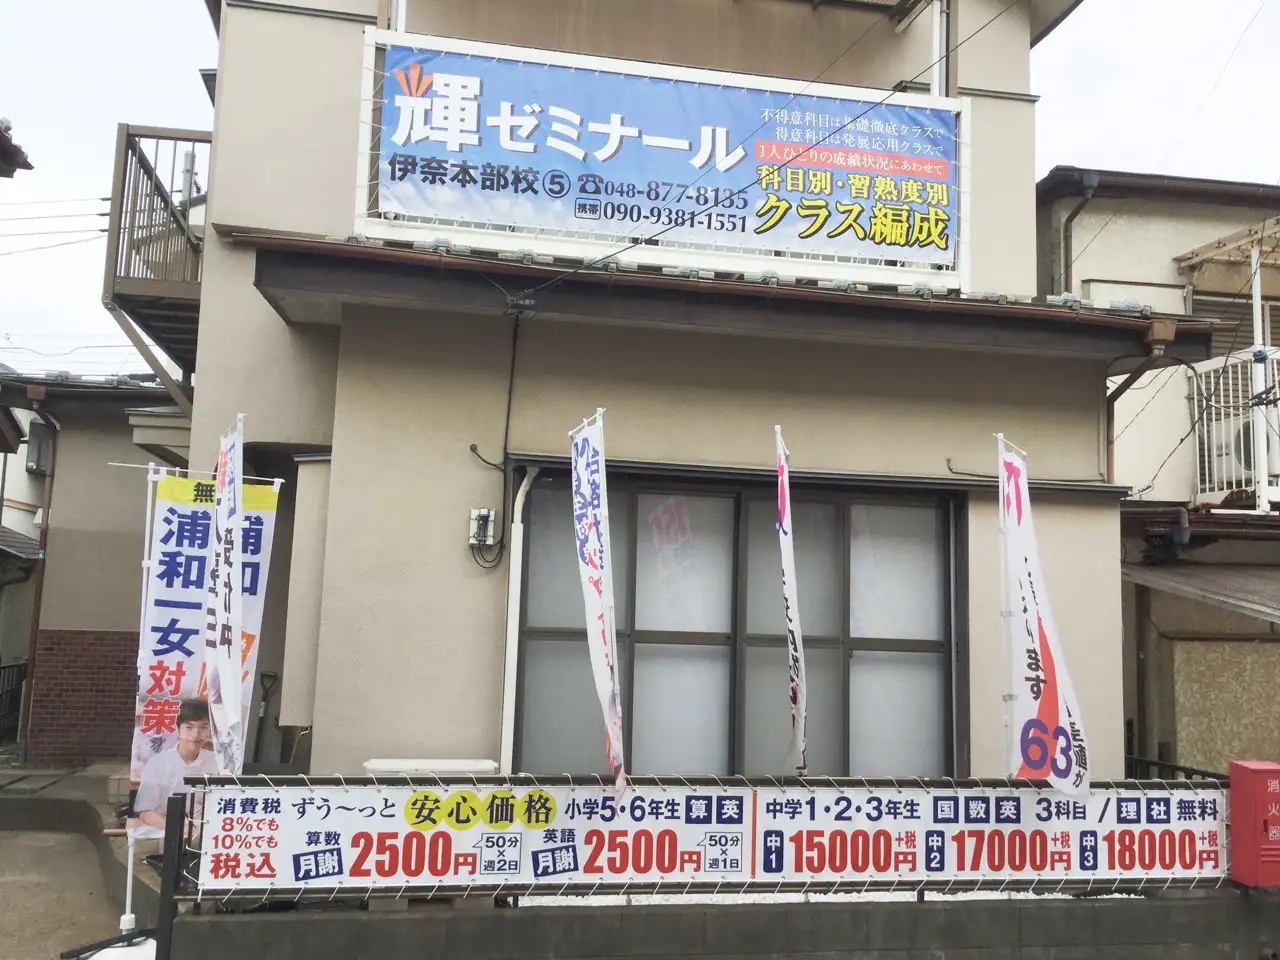 輝ゼミナール
伊奈本部校⑤ ☎048-877-8135
携帯 090-9381-1551
不得意科目は基礎徹底クラスで
得意科目は発展応用クラスで
1人ひとりの成績状況にあわせて
科目別・習熟度別
クラス編成
無
浦和一女
対策
浦和
ります
63
消費税
8%でも
10%でも
税込
ずう〜っと安心価格
算数
月謝 2500円 50分×週2日
小学5・6年生 算 英
英語
月謝 2500円 50分×週1日
中学1・2・3年生 国 数 英 3科目/理社無料
中1 15000円+税 中2 17000円+税 中3 18000円+税
消火器